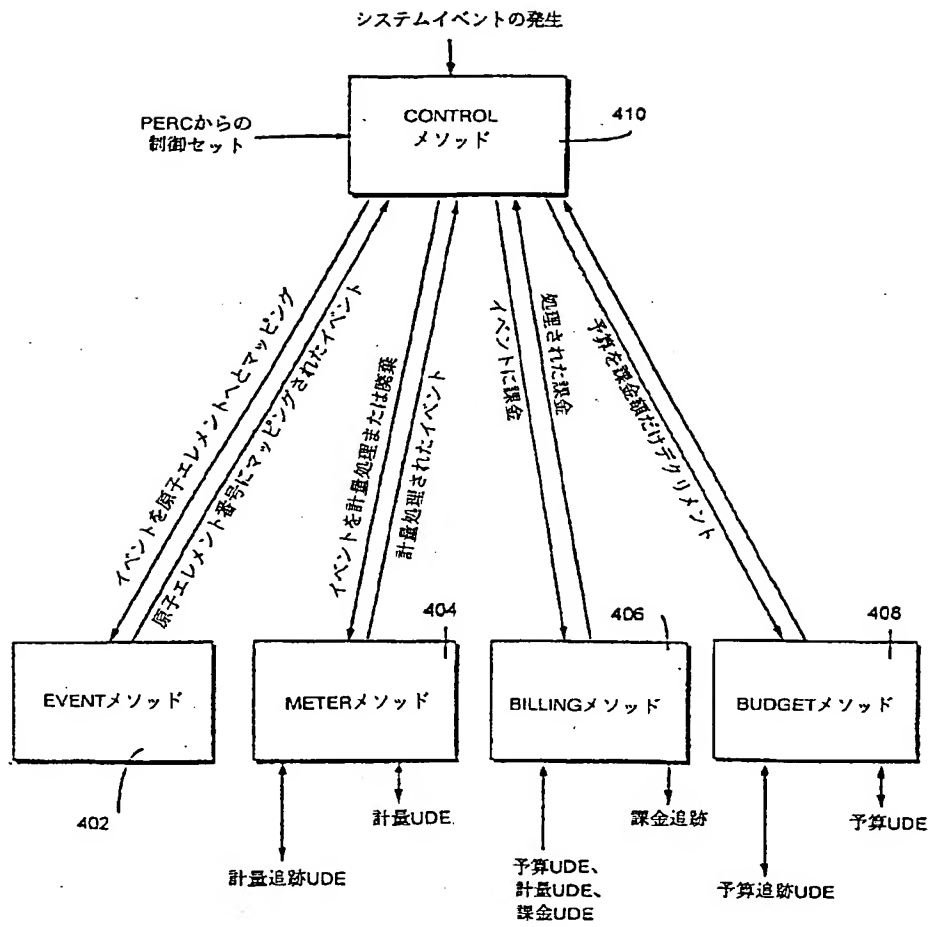 システムイベントの発生
CONTROL
メソッド
410
PERCからの
制御セット
イベントを原子エレメントへとマッピング
原子エレメント番号にマッピングされたイベント
イベントを計量処理または廃棄
計量処理されたイベント
イベントに課金
処理された課金
予算を課金額だけデクリメント
404
406
408
EVENTメソッド
METERメソッド
BILLINGメソッド
BUDGETメソッド
402
計量UDE
課金追跡
予算UDE
計量追跡UDE
予算UDE、
計量UDE、
課金UDE
予算追跡UDE